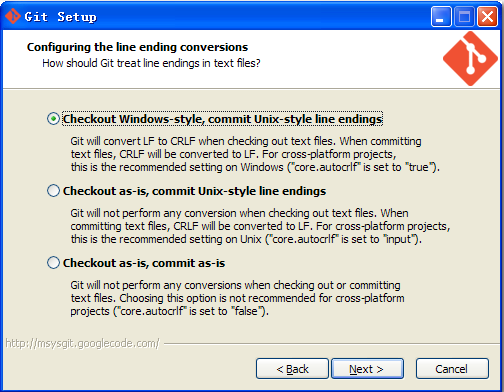 Git Setup
Configuring the line ending conversions
How should Git treat line endings in text files?
Checkout Windows-style, commit Unix-style line endings
Git will convert LF to CRLF when checking out text files. When committing
text files, CRLF will be converted to LF. For cross-platform projects,
this is the recommended setting on Windows ("core.autocrlf" is set to "true").
Checkout as-is, commit Unix-style line endings
Git will not perform any conversion when checking out text files. When
committing text files, CRLF will be converted to LF. For cross-platform projects,
this is the recommended setting on Unix ("core.autocrlf" is set to "input").
Checkout as-is, commit as-is
Git will not perform any conversions when checking out or committing
text files. Choosing this option is not recommended for cross-platform
projects ("core.autocrlf" is set to "false").
http://msysgit.googlecode.com/
< Back Next > Cancel